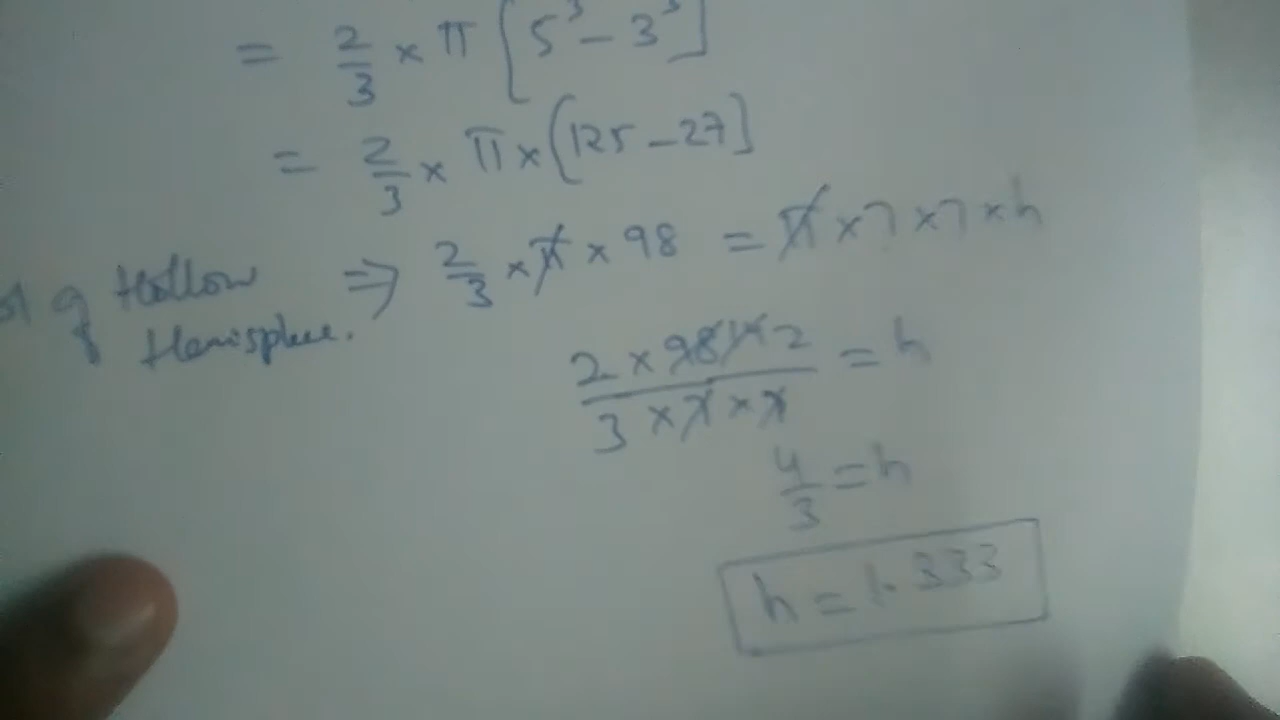 = 2/3 × π [5³ - 3³]
= 2/3 × π × (125 - 27]
of Hollow Hemisphere. ⇒ 2/3 × π × 98 = π × 7 × 7 × h
2 × 98 14 2 / 3 × 7 × 7 = h
4/3 = h
h = 1.333